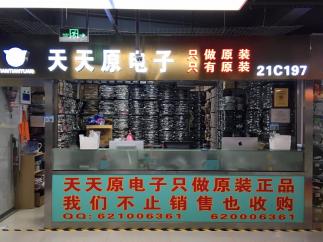 TIANTIANYUAN
天天原电子
只做原装
只有原装
21C197
天天原电子只做原装正品
我们不止销售也收购
QQ: 621006361 620006361